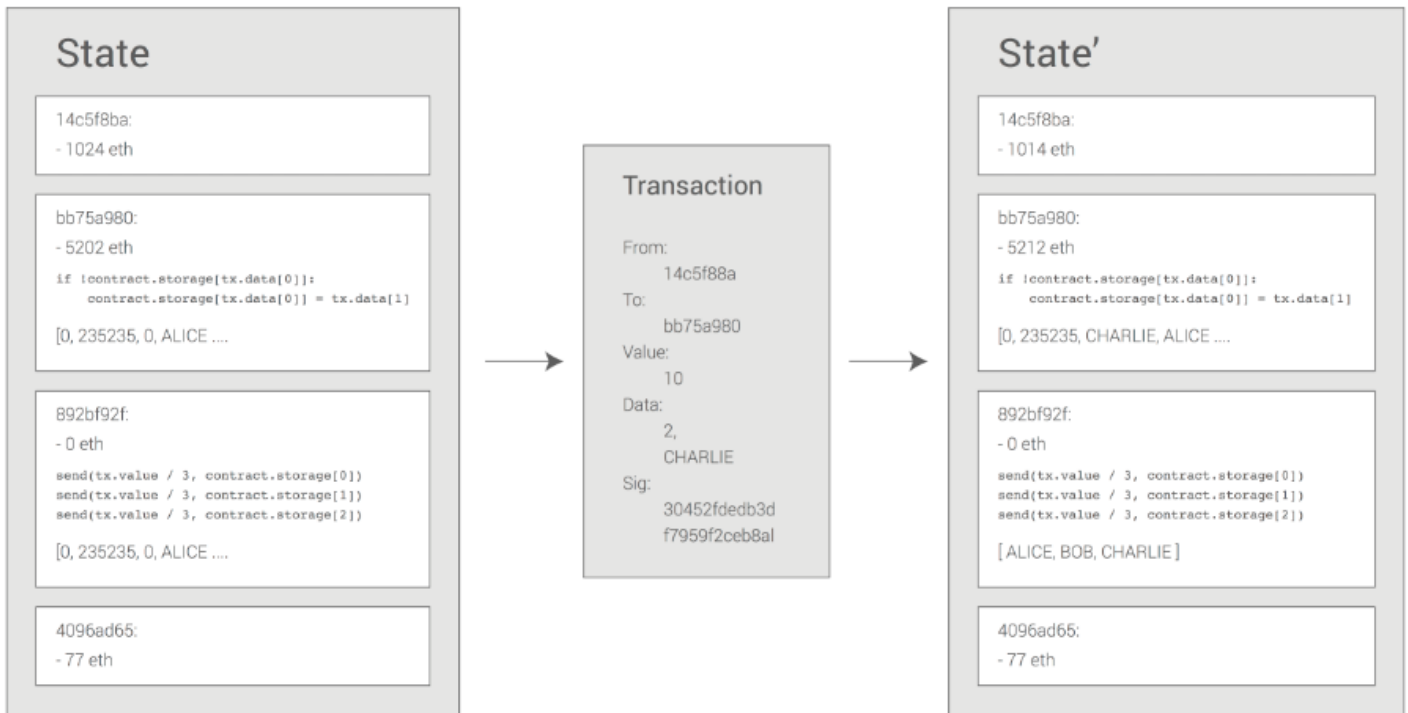 State
14c5f8ba:
- 1024 eth
bb75a980:
- 5202 eth
if !contract.storage[tx.data[0]]:
contract.storage[tx.data[0]] = tx.data[1]
[0, 235235, 0, ALICE ....
892bf92f:
- 0 eth
send(tx.value / 3, contract.storage[0])
send(tx.value / 3, contract.storage[1])
send(tx.value / 3, contract.storage[2])
[0, 235235, 0, ALICE ....
4096ad65:
- 77 eth
Transaction
From:
14c5f88a
To:
bb75a980
Value:
10
Data:
2,
CHARLIE
Sig:
30452fdedb3d
f7959f2ceb8al
State’
14c5f8ba:
- 1014 eth
bb75a980:
- 5212 eth
if !contract.storage[tx.data[0]]:
contract.storage[tx.data[0]] = tx.data[1]
[0, 235235, CHARLIE, ALICE ....
892bf92f:
- 0 eth
send(tx.value / 3, contract.storage[0])
send(tx.value / 3, contract.storage[1])
send(tx.value / 3, contract.storage[2])
[ ALICE, BOB, CHARLIE ]
4096ad65:
- 77 eth